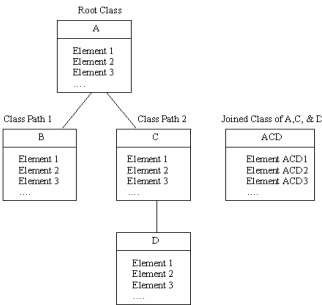 Root Class
A
Element 1
Element 2
Element 3
....
Class Path 1
Class Path 2
Joined Class of A,C, & D
B
Element 1
Element 2
Element 3
....
C
Element 1
Element 2
Element 3
....
ACD
Element ACD1
Element ACD2
Element ACD3
....
D
Element 1
Element 2
Element 3
....